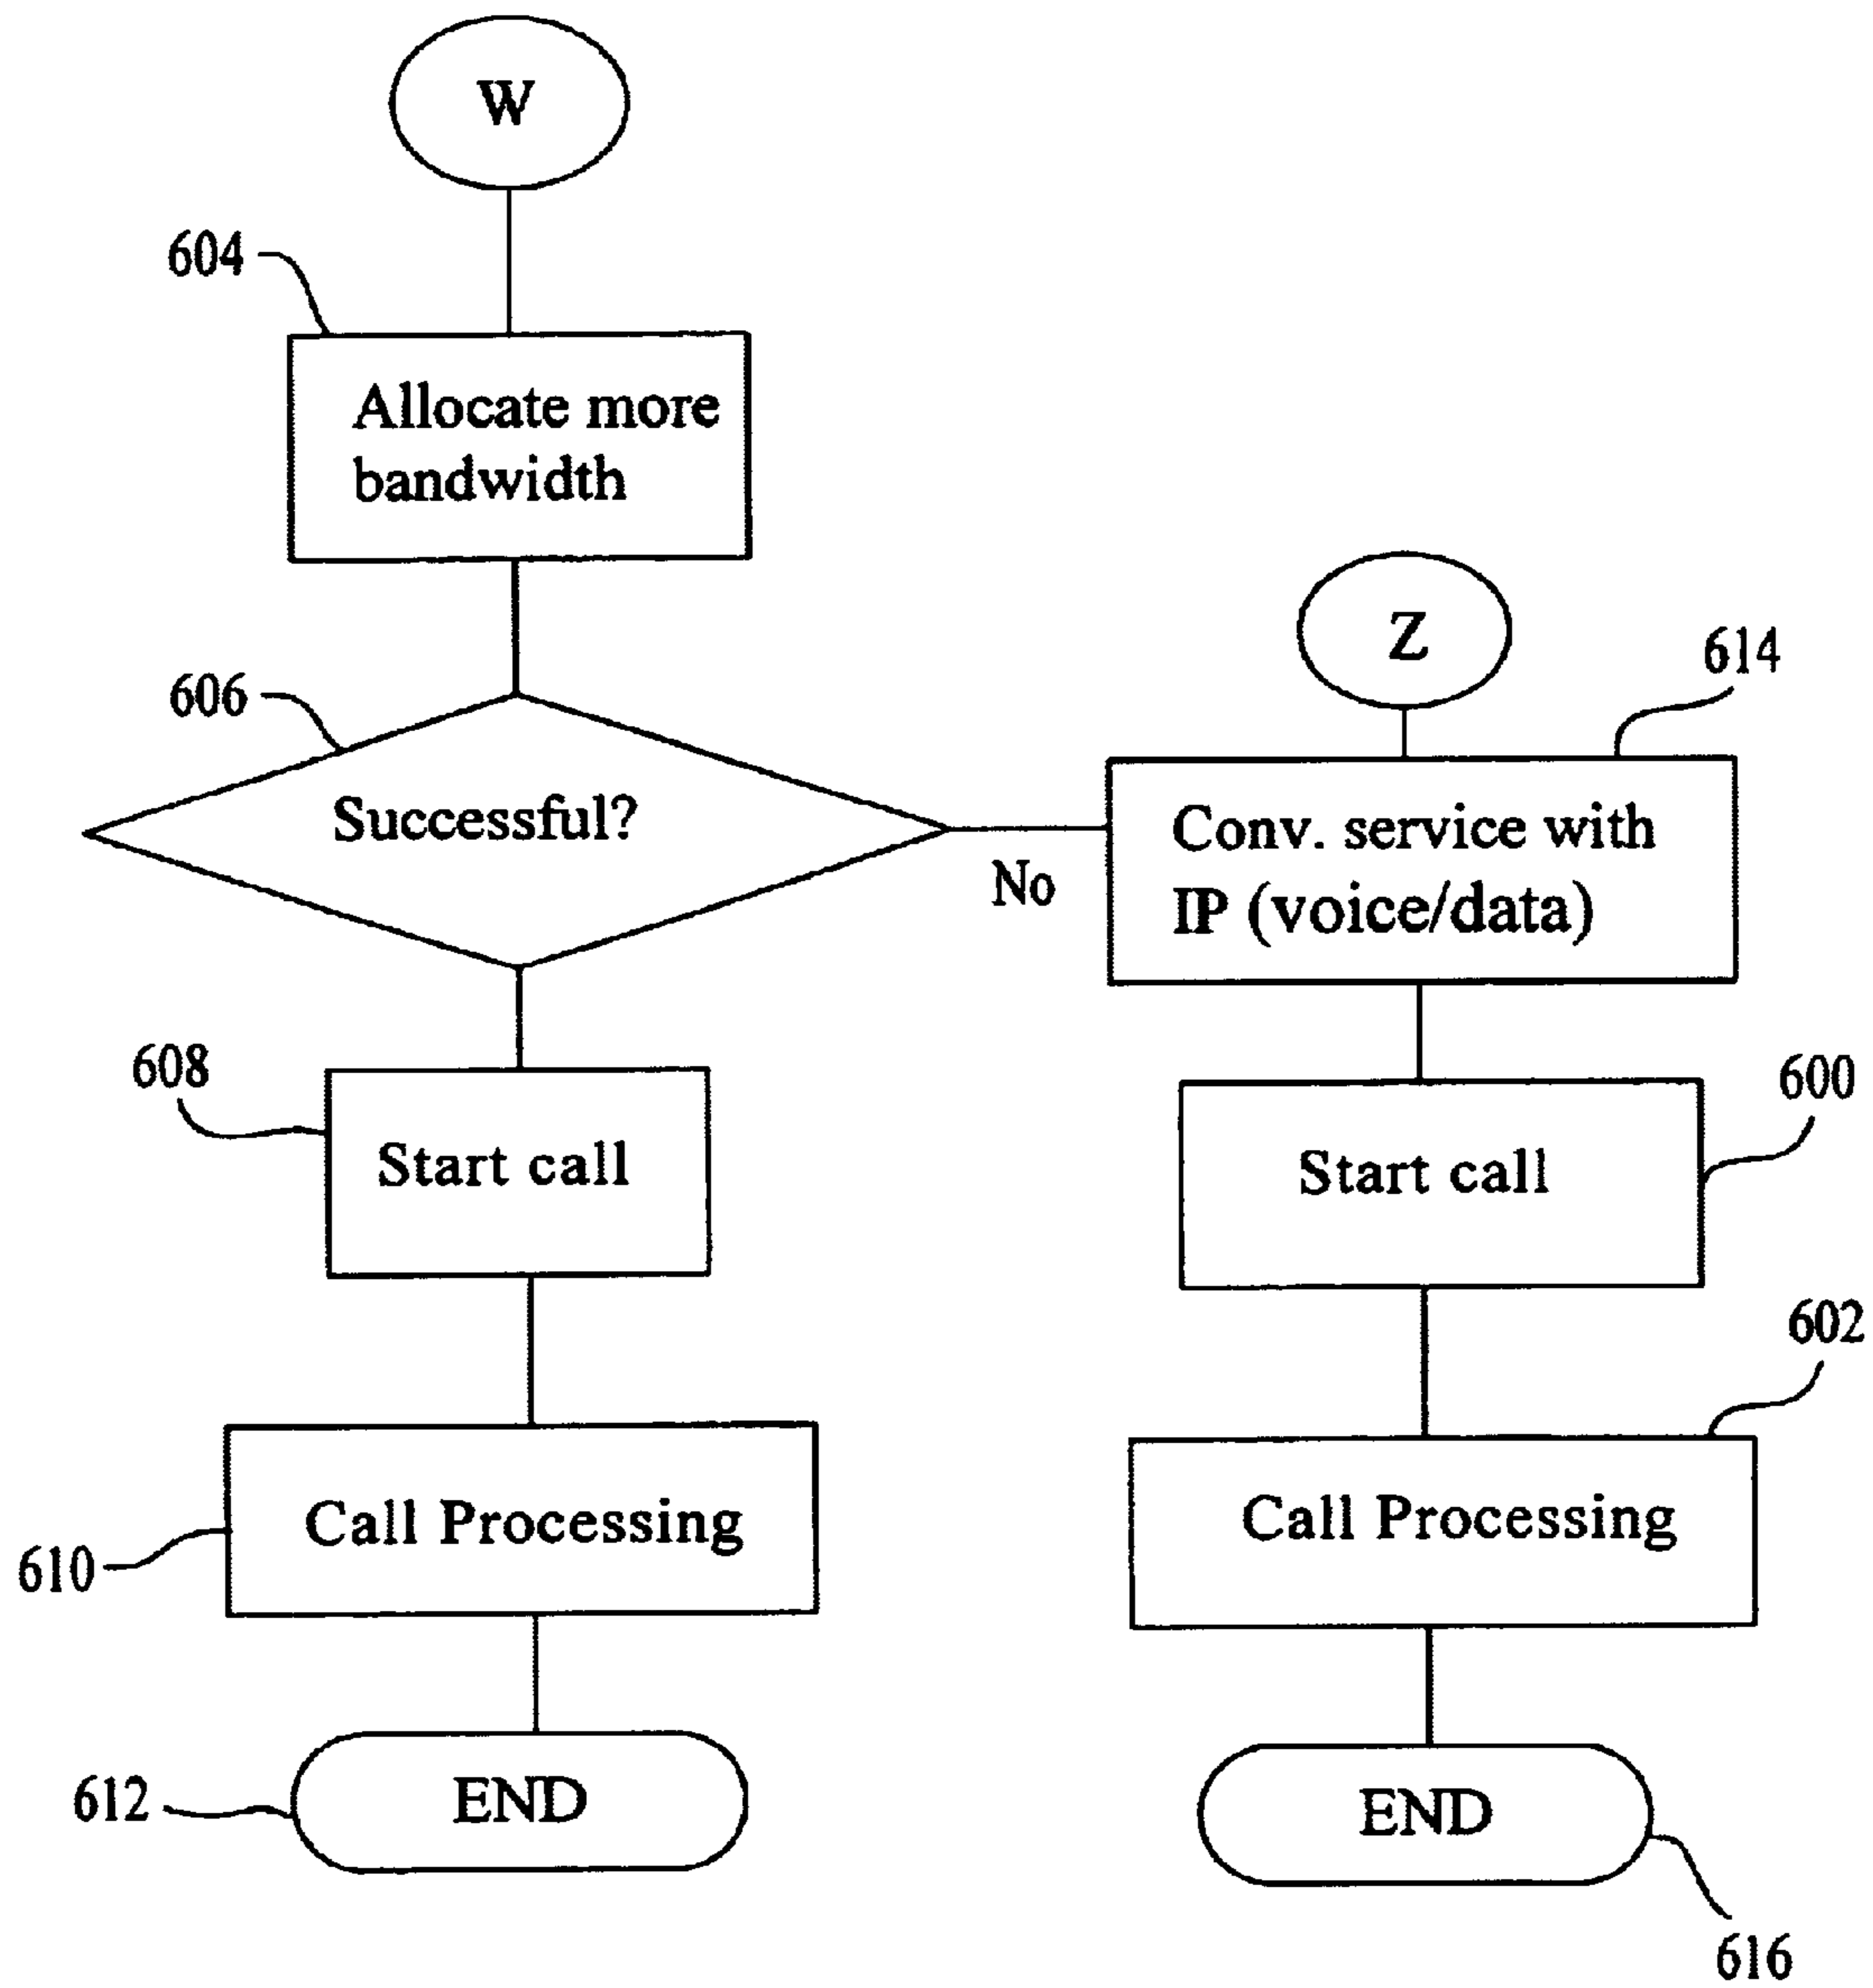 W
604
Allocate more
bandwidth
606
Successful?
No
Z
614
Conv. service with
IP (voice/data)
608
Start call
600
Start call
602
610
Call Processing
Call Processing
612
END
END
616